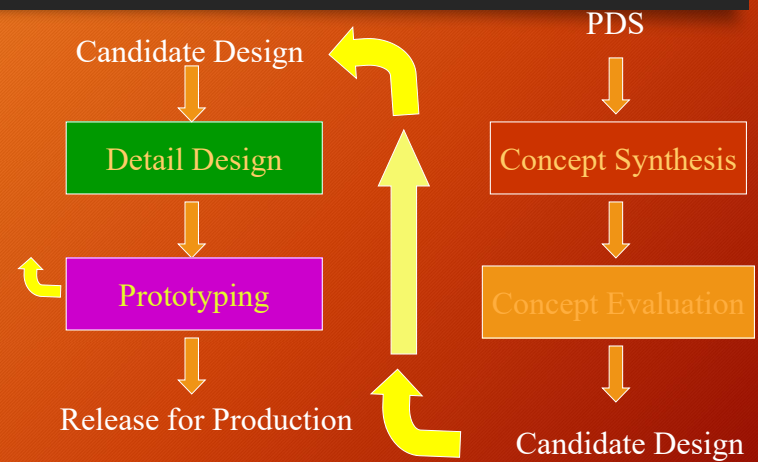 PDS
Concept Synthesis
Concept Evaluation
Candidate Design
Candidate Design
Detail Design
Prototyping
Release for Production